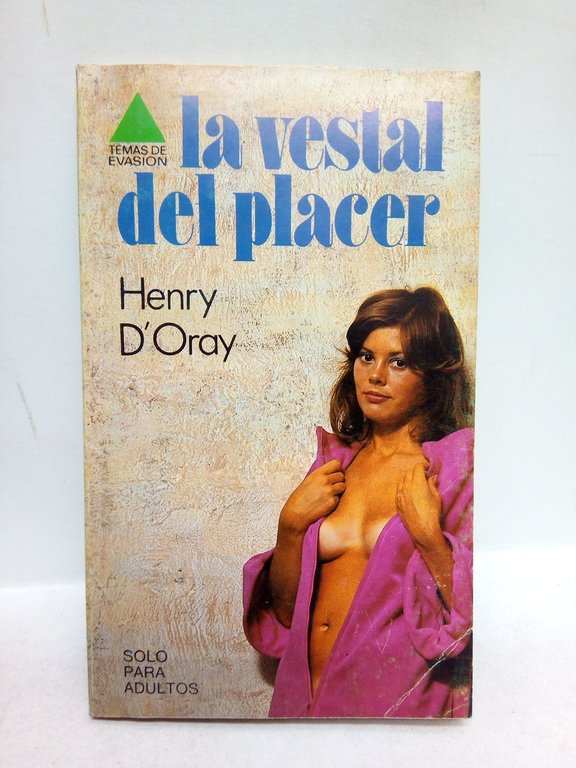 TEMAS DE
EVASION
la vestal
del placer
Henry
D'Oray
SOLO
PARA
ADULTOS